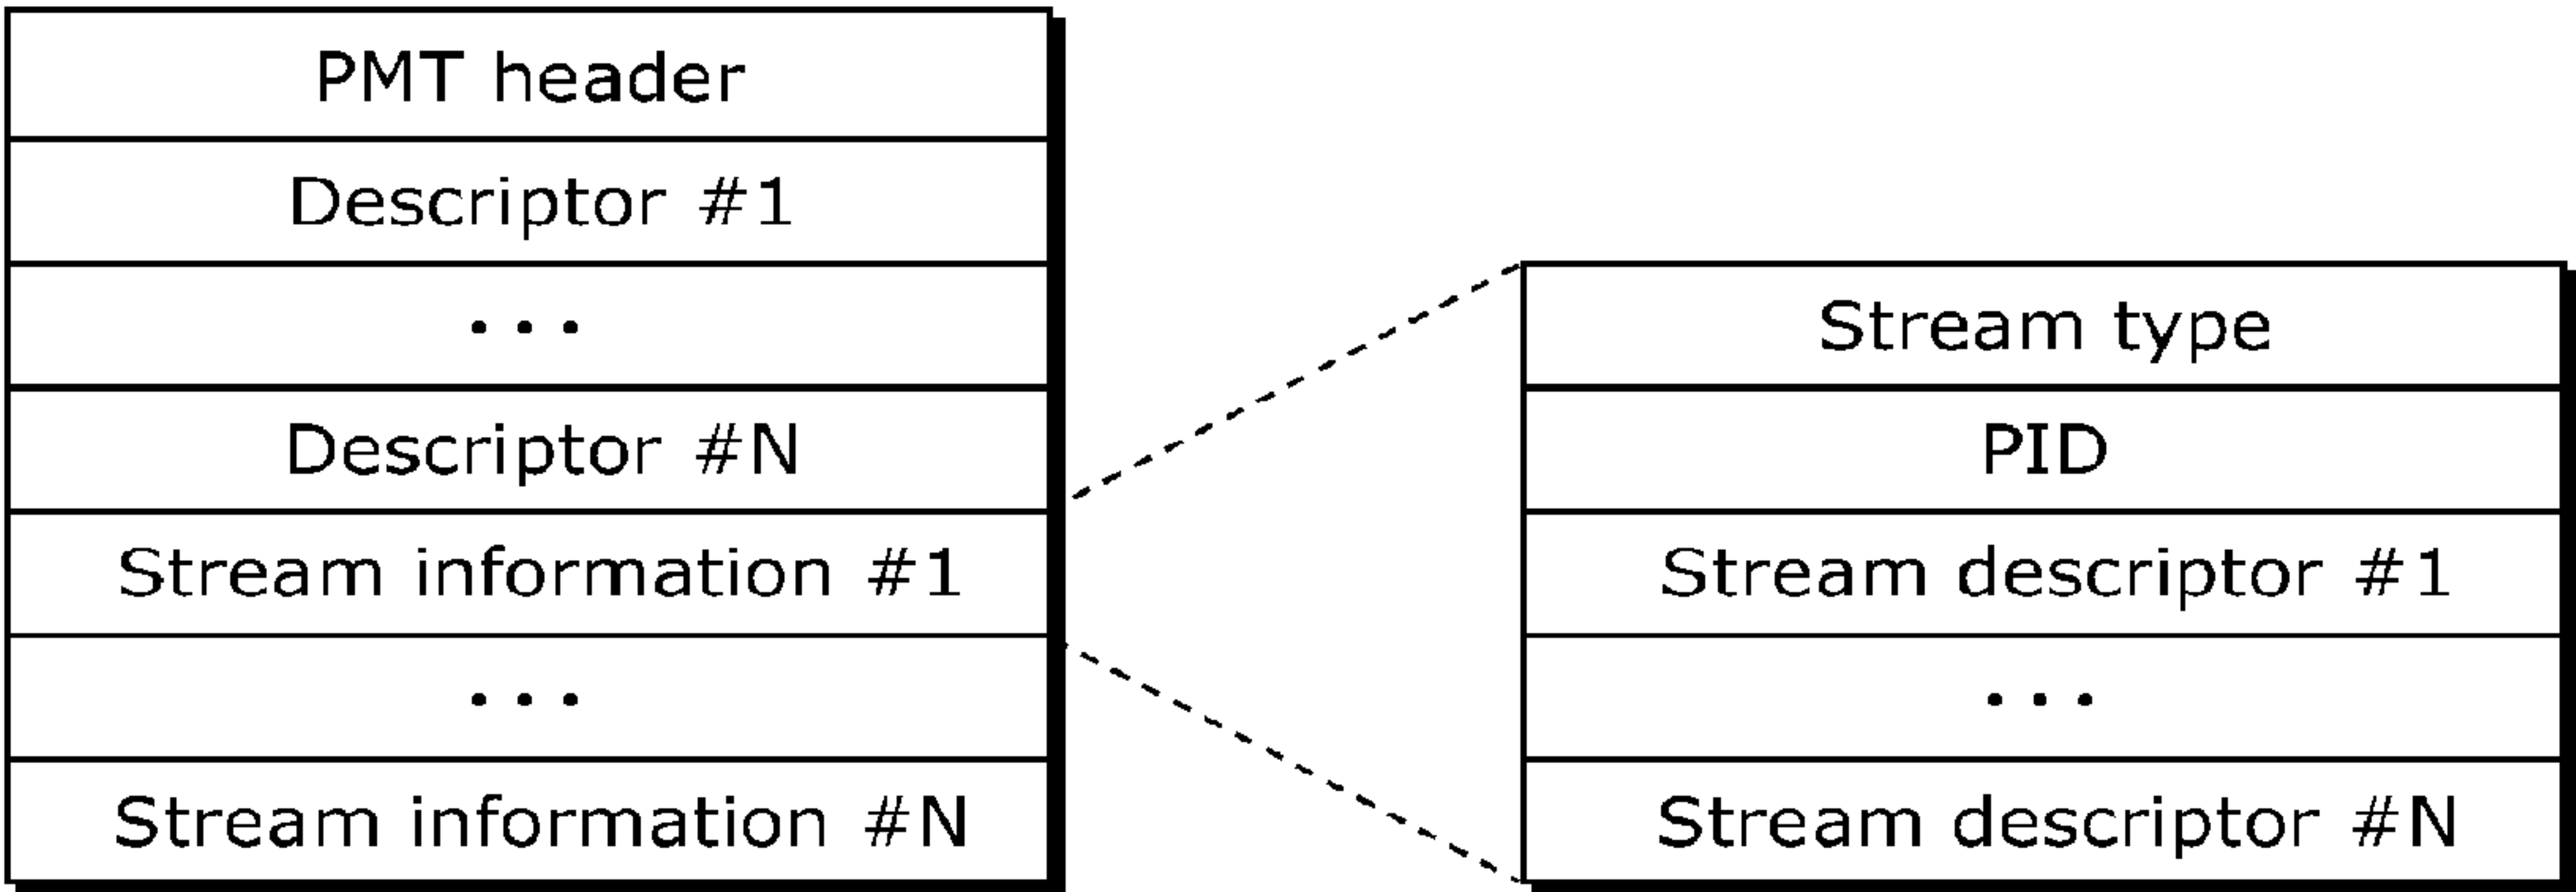 PMT header
Descriptor #1
...
Descriptor #N
Stream information #1
...
Stream information #N
Stream type
PID
Stream descriptor #1
...
Stream descriptor #N